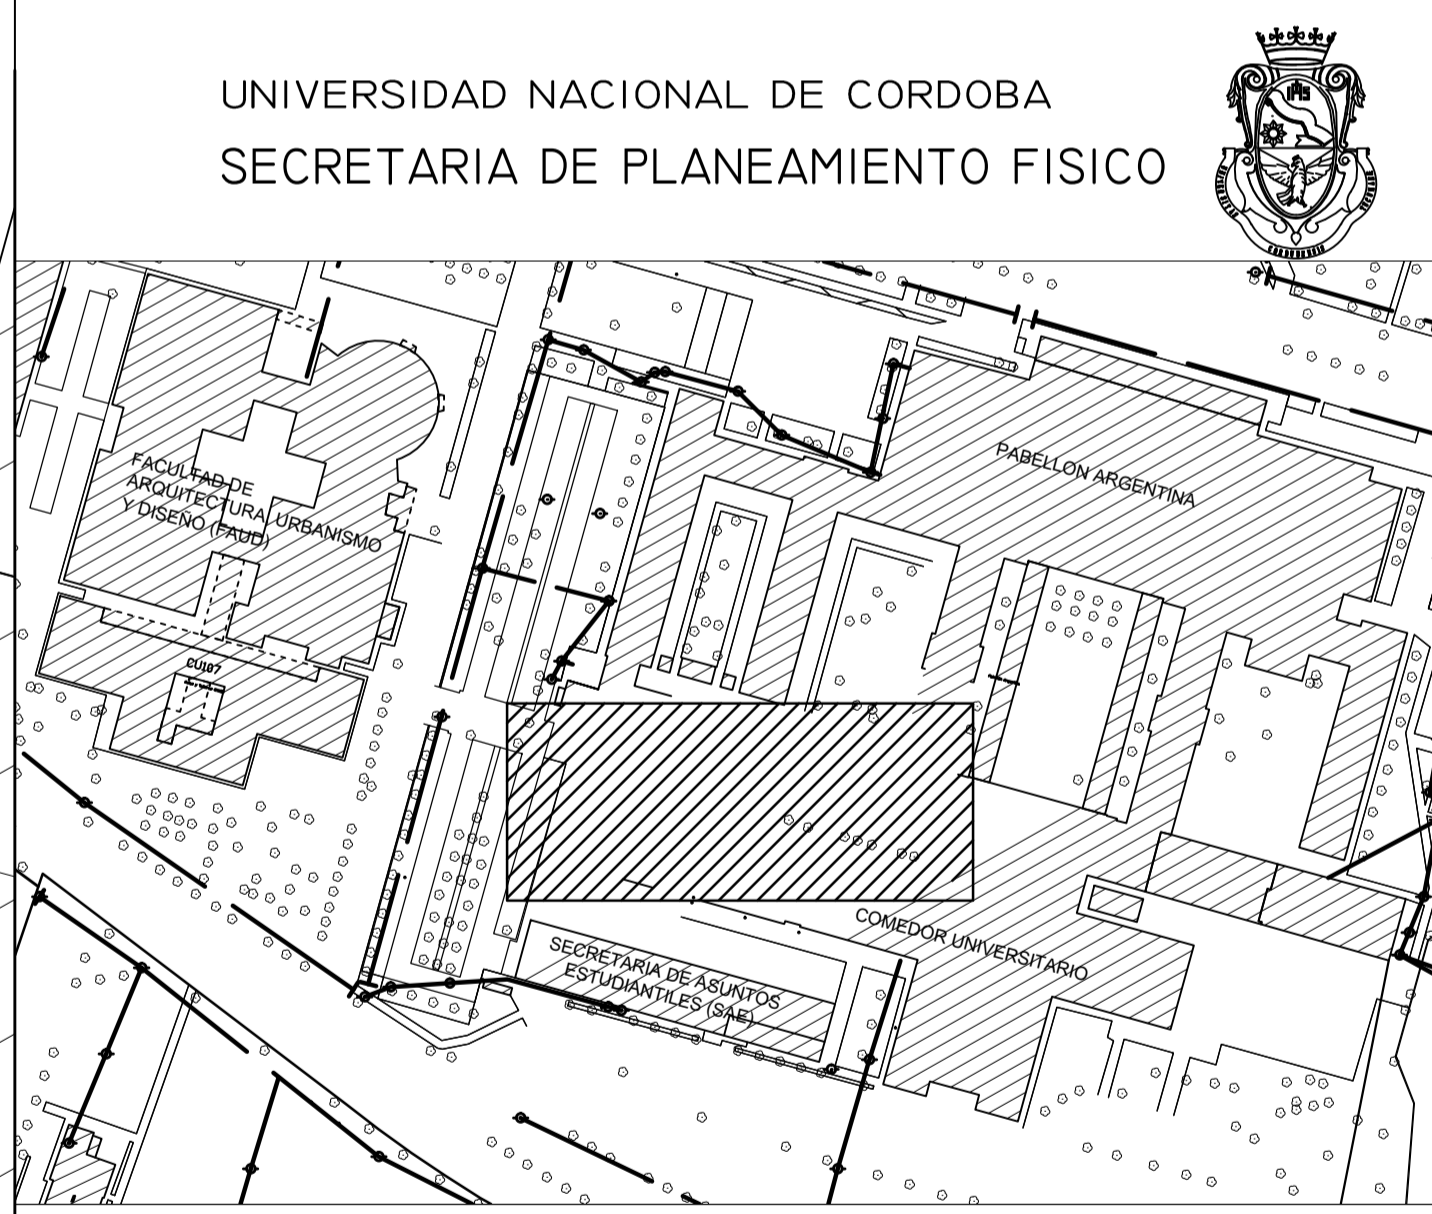 UNIVERSIDAD NACIONAL DE CORDOBA
SECRETARIA DE PLANEAMIENTO FISICO
PABELLON ARGENTINA
FACULTAD DE
ARQUITECTURA, URBANISMO
Y DISEÑO (FAUD)
CU107
COMEDOR UNIVERSITARIO
SECRETARIA DE ASUNTOS
ESTUDIANTILES (SAE)